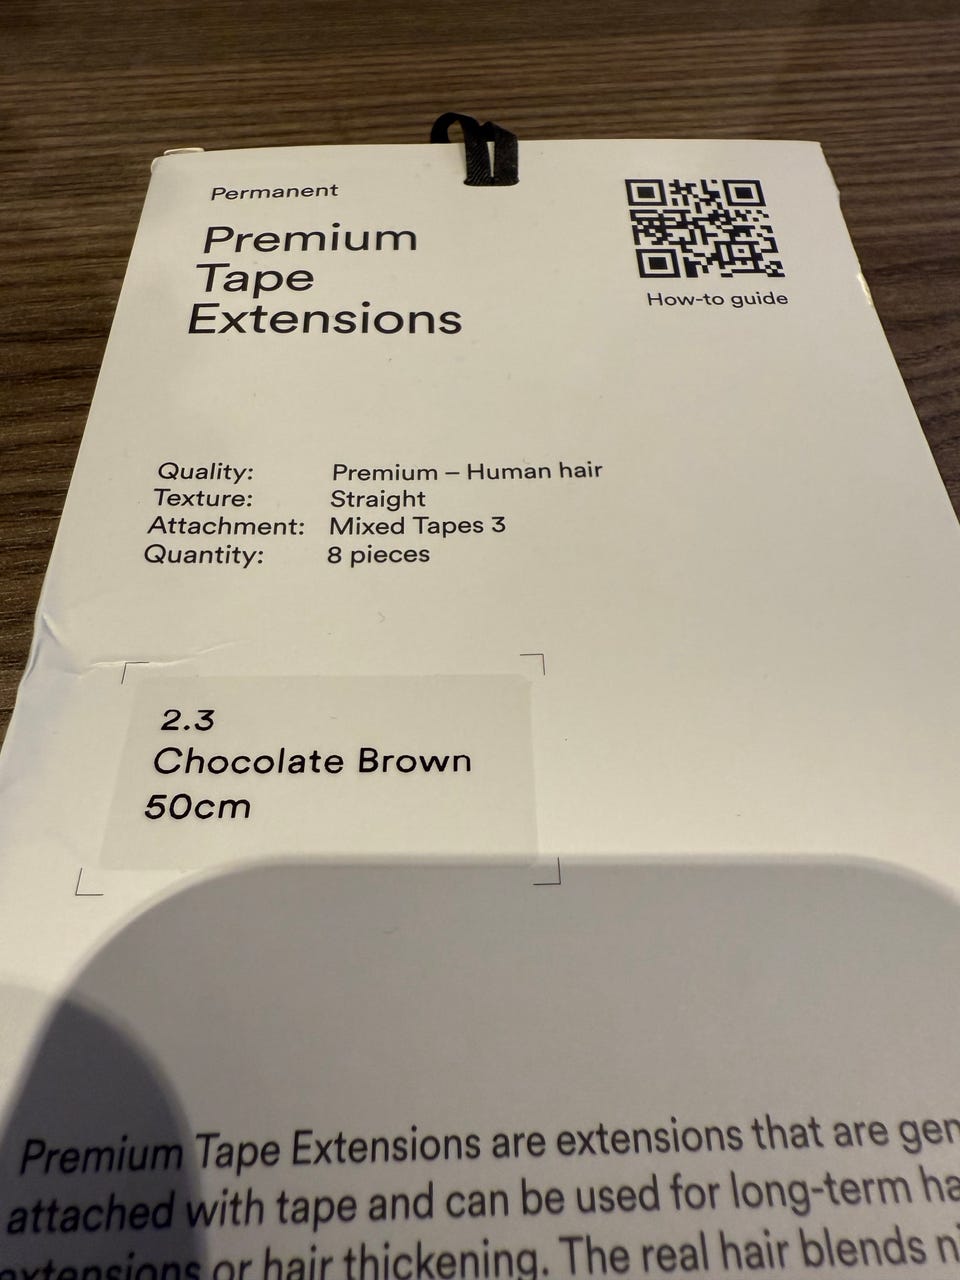 Permanent
Premium
Tape
Extensions
How-to guide
Quality: Premium – Human hair
Texture: Straight
Attachment: Mixed Tapes 3
Quantity: 8 pieces
2.3
Chocolate Brown
50cm
Premium Tape Extensions are extensions that are
attached with tape and can be used for long-term
extensions or hair thickening. The real hair blends